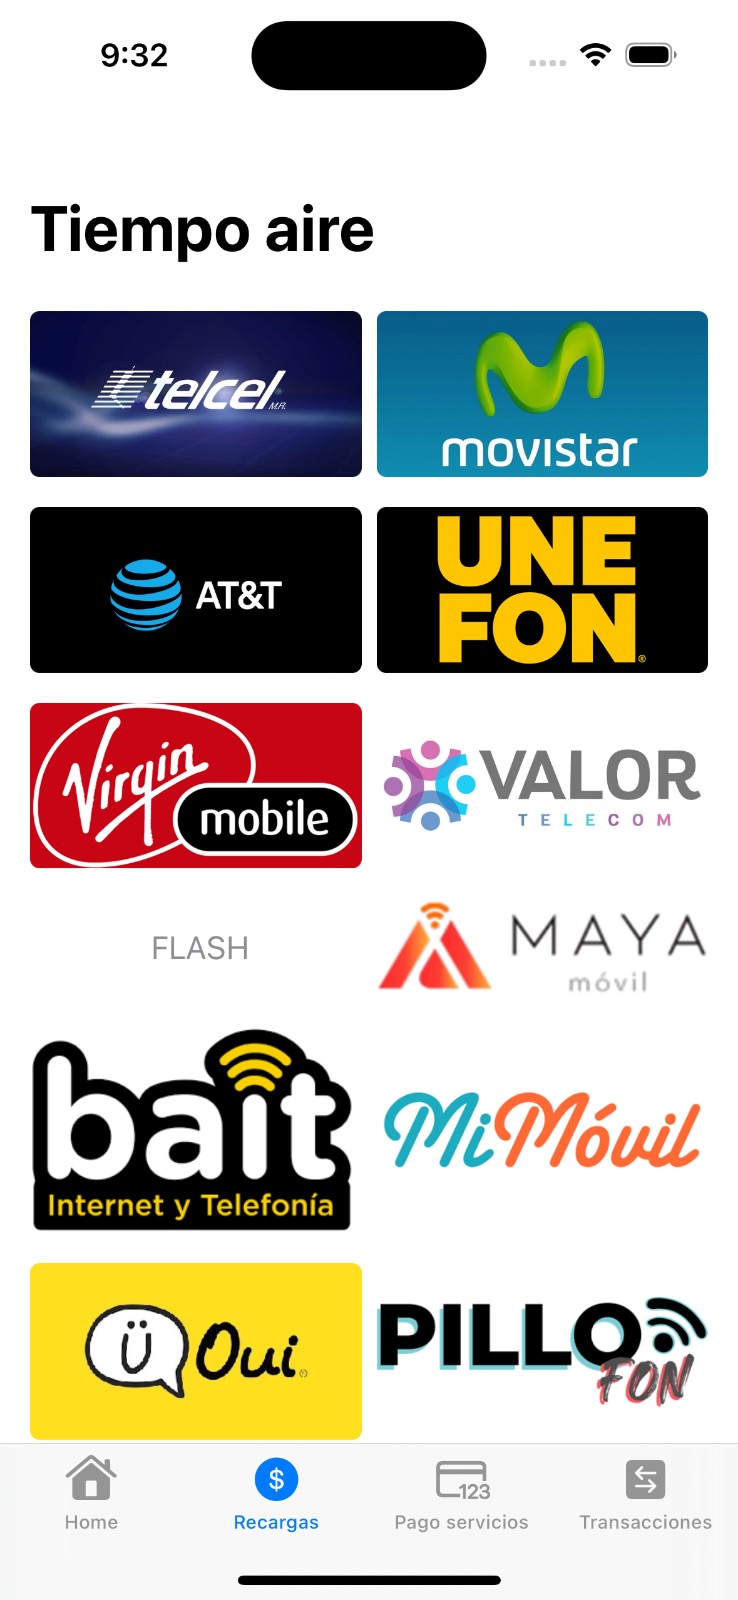 9:32
Tiempo aire
telcel M.R.
movistar
AT&T
UNE
FON®
Virgin
mobile
VALOR
TELECOM
FLASH
MAYA
móvil
bait
Internet y Telefonía
MiMóvil
Ü Oui
PILLO
FON
$
123
Home
Recargas
Pago servicios
Transacciones